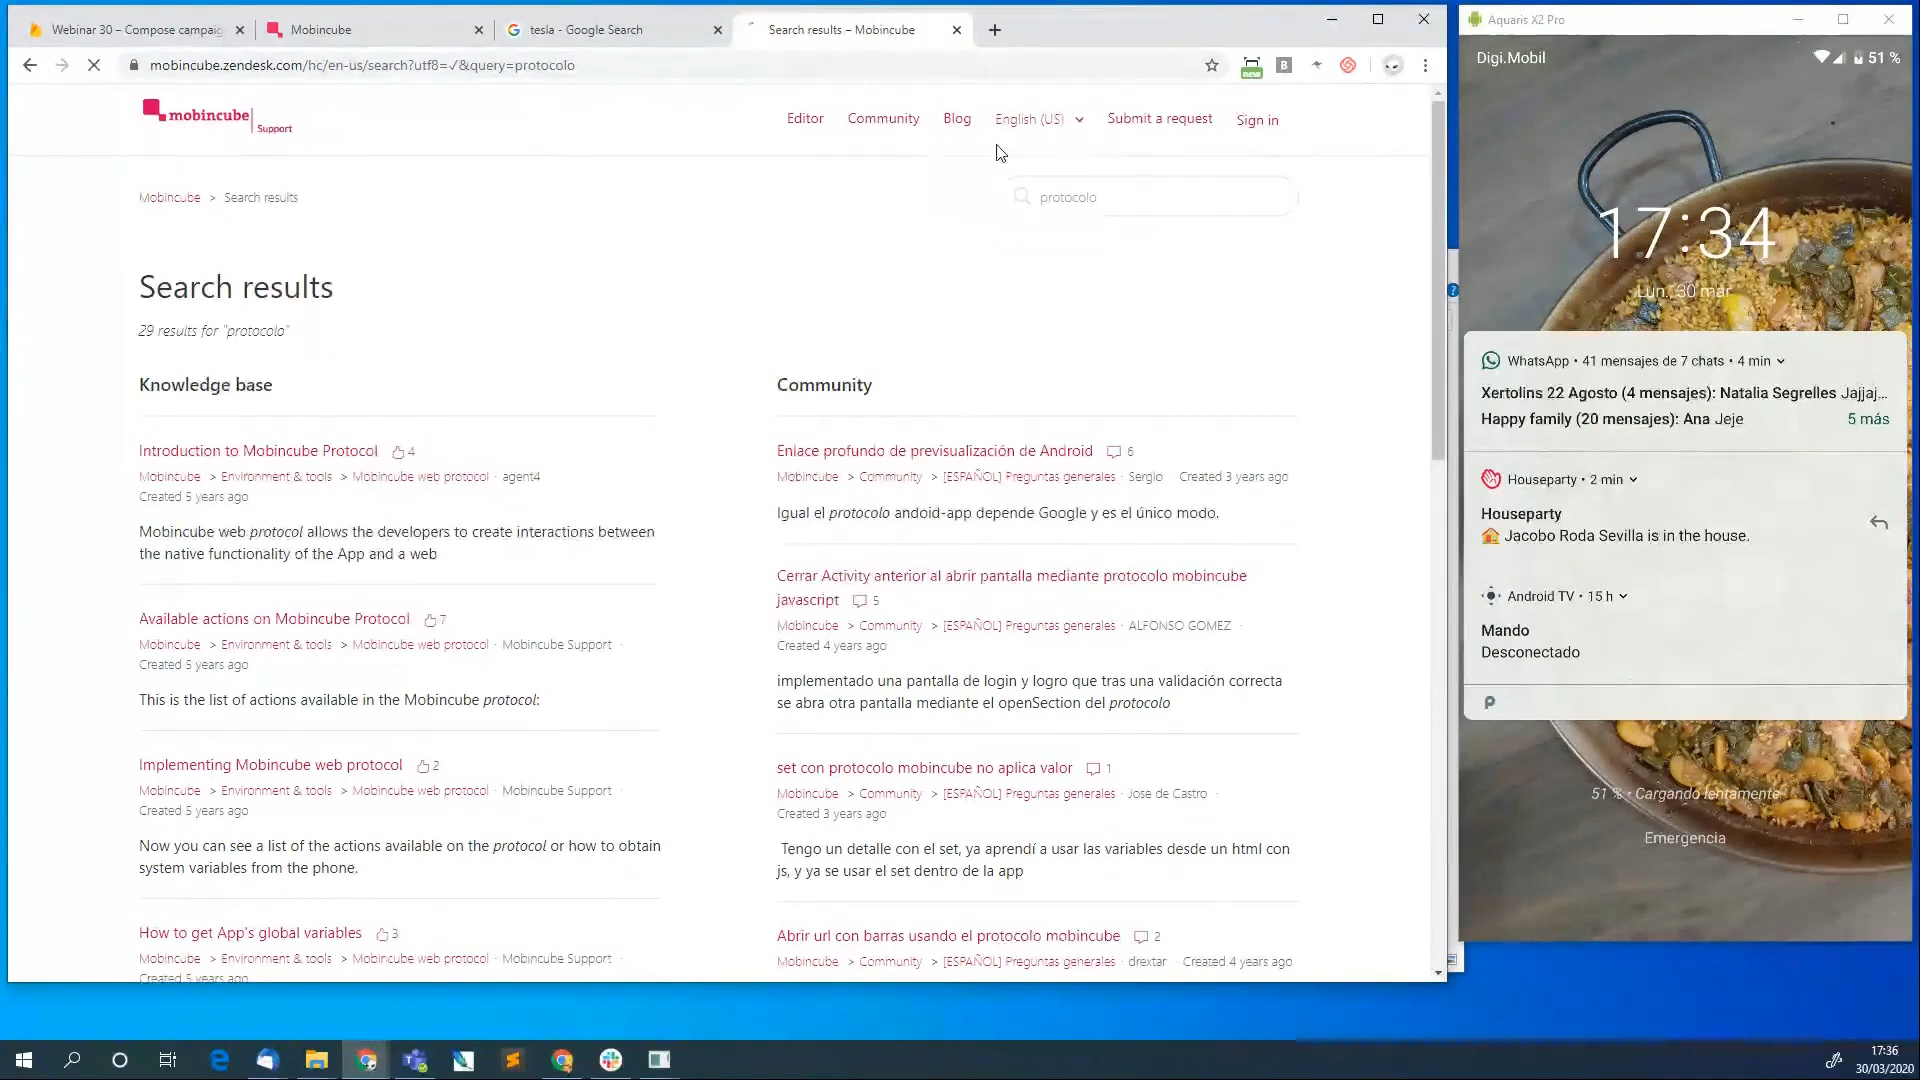 Webinar 30 – Compose campaig
Mobincube
tesla - Google Search
Search results – Mobincube
mobincube.zendesk.com/hc/en-us/search?utf8=✓&query=protocolo
new
B
mobincube
Support
Editor
Community
Blog
English (US)
Submit a request
Sign in
Mobincube > Search results
protocolo
Search results
29 results for "protocolo"
Knowledge base
Introduction to Mobincube Protocol 4
Mobincube > Environment & tools > Mobincube web protocol · agent4
Created 5 years ago
Mobincube web protocol allows the developers to create interactions between
the native functionality of the App and a web
Available actions on Mobincube Protocol 7
Mobincube > Environment & tools > Mobincube web protocol · Mobincube Support ·
Created 5 years ago
This is the list of actions available in the Mobincube protocol:
Implementing Mobincube web protocol 2
Mobincube > Environment & tools > Mobincube web protocol · Mobincube Support ·
Created 5 years ago
Now you can see a list of the actions available on the protocol or how to obtain
system variables from the phone.
How to get App's global variables 3
Mobincube > Environment & tools > Mobincube web protocol · Mobincube Support ·
Created 5 years ago
Community
Enlace profundo de previsualización de Android 6
Mobincube > Community > [ESPAÑOL] Preguntas generales · Sergio · Created 3 years ago
Igual el protocolo andoid-app depende Google y es el único modo.
Cerrar Activity anterior al abrir pantalla mediante protocolo mobincube
javascript 5
Mobincube > Community > [ESPAÑOL] Preguntas generales · ALFONSO GOMEZ ·
Created 4 years ago
implementado una pantalla de login y logro que tras una validación correcta
se abra otra pantalla mediante el openSection del protocolo
set con protocolo mobincube no aplica valor 1
Mobincube > Community > [ESPAÑOL] Preguntas generales · Jose de Castro ·
Created 3 years ago
Tengo un detalle con el set, ya aprendí a usar las variables desde un html con
js, y ya se usar el set dentro de la app
Abrir url con barras usando el protocolo mobincube 2
Mobincube > Community > [ESPAÑOL] Preguntas generales · drextar · Created 4 years ago
Aquaris X2 Pro
Digi.Mobil
51 %
17:34
Lun., 30 mar
WhatsApp • 41 mensajes de 7 chats • 4 min
Xertolins 22 Agosto (4 mensajes): Natalia Segrelles Jajjaj...
Happy family (20 mensajes): Ana Jeje
5 más
Houseparty • 2 min
Houseparty
Jacobo Roda Sevilla is in the house.
Android TV • 15 h
Mando
Desconectado
51 % • Cargando lentamente
Emergencia
17:36
30/03/2020